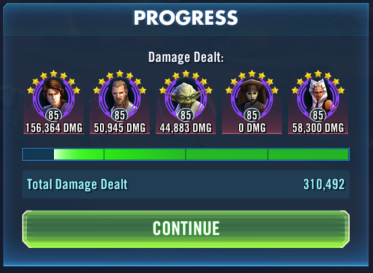 PROGRESS
Damage Dealt:
85 85 85 85 85
156,364 DMG 50,945 DMG 44,883 DMG 0 DMG 58,300 DMG
Total Damage Dealt 310,492
CONTINUE